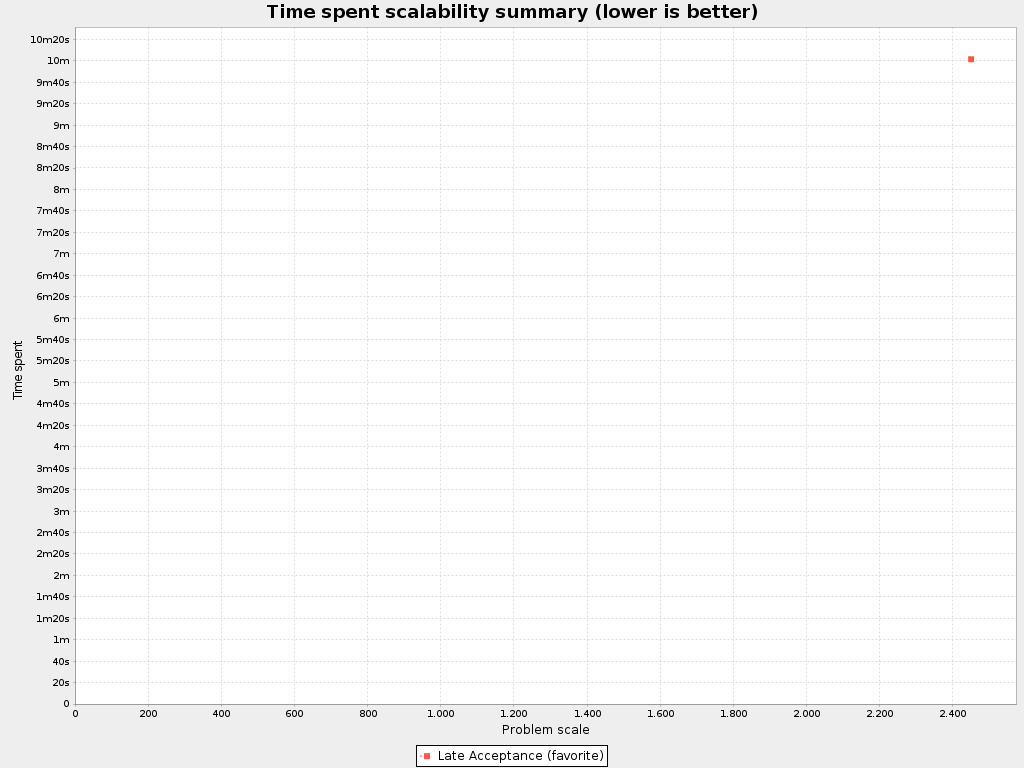 Time spent scalability summary (lower is better)
10m20s
10m
9m40s
9m20s
9m
8m40s
8m20s
8m
7m40s
7m20s
7m
6m40s
6m20s
6m
5m40s
5m20s
5m
4m40s
4m20s
4m
3m40s
3m20s
3m
2m40s
2m20s
2m
1m40s
1m20s
1m
40s
20s
0
Time spent
0 200 400 600 800 1.000 1.200 1.400 1.600 1.800 2.000 2.200 2.400
Problem scale
Late Acceptance (favorite)